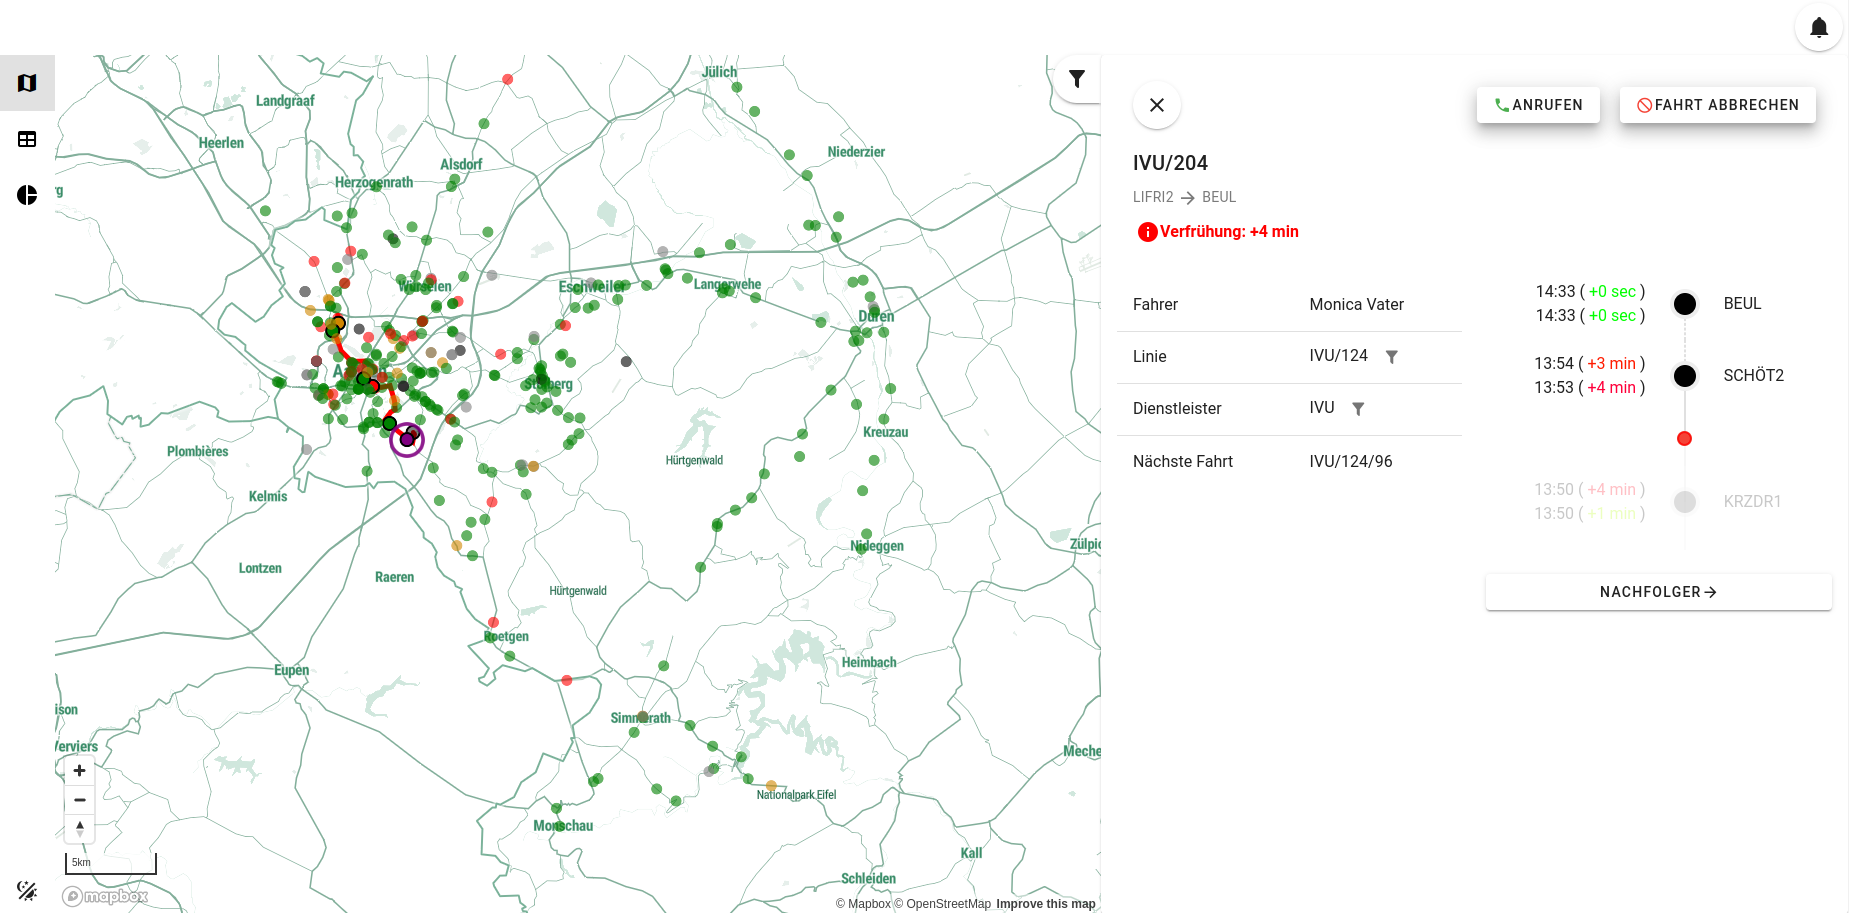 Jülich
Landgraaf
Heerlen
Niederzier
Alsdorf
Herzogenrath
Würselen
Eschweiler
Langerwehe
Düren
Stolberg
Kreuzau
Plombières
Hürtgenwald
Kelmis
Zülpic
Nideggen
Lontzen
Raeren
Hürtgenwald
Roetgen
Heimbach
Eupen
ison
Simmerath
Verviers
Meche
Nationalpark Eifel
Monschau
Kall
Schleiden
5km
mapbox
© Mapbox © OpenStreetMap Improve this map
ANRUFEN
FAHRT ABBRECHEN
IVU/204
LIFRI2 → BEUL
Verfrühung: +4 min
Fahrer Monica Vater
Linie IVU/124
Dienstleister IVU
Nächste Fahrt IVU/124/96
14:33 ( +0 sec )
BEUL
14:33 ( +0 sec )
13:54 ( +3 min )
SCHÖT2
13:53 ( +4 min )
13:50 ( +4 min )
KRZDR1
13:50 ( +1 min )
NACHFOLGER→